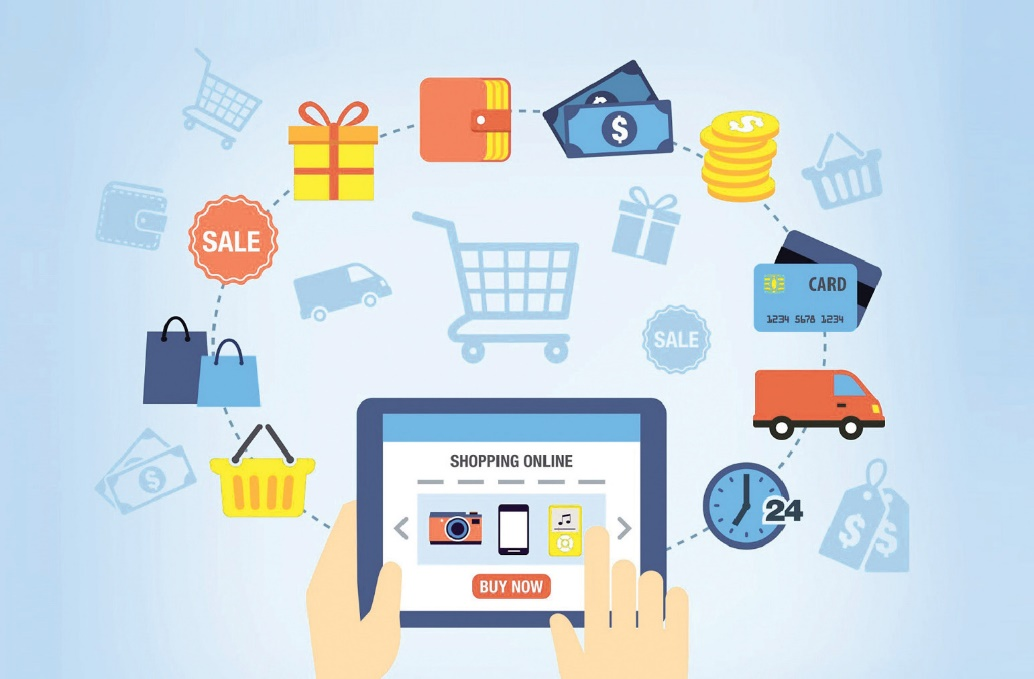 $
$
SALE
CARD
1234 5678 1234
SALE
$
SHOPPING ONLINE
24
$
$
BUY NOW